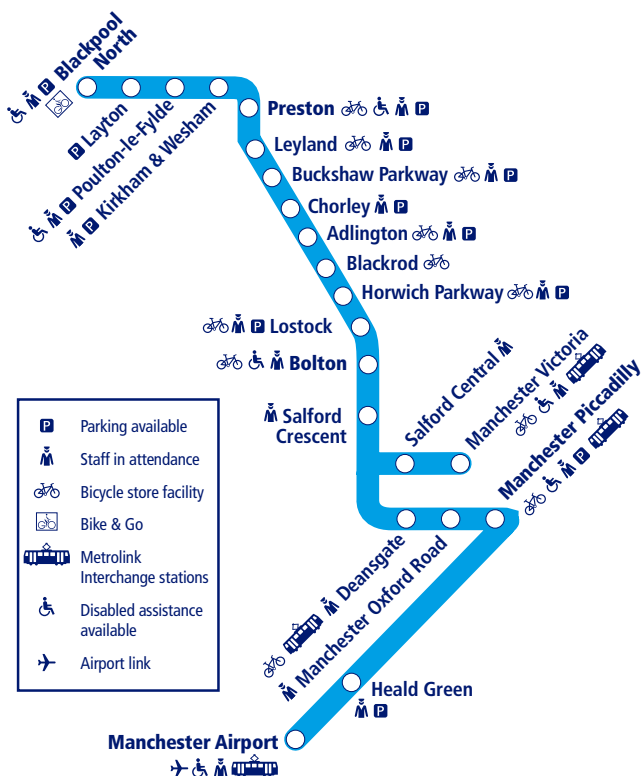 Blackpool
North
P
P Layton
P Poulton-le-Fylde
P Kirkham & Wesham
Preston P
Leyland P
Buckshaw Parkway P
Chorley P
Adlington P
Blackrod
Horwich Parkway P
P Lostock
Bolton
Salford
Crescent
Salford Central
Manchester Victoria
Manchester Piccadilly
P
Deansgate
Manchester Oxford Road
Heald Green
P
Manchester Airport
P Parking available
Staff in attendance
Bicycle store facility
Bike & Go
Metrolink
Interchange stations
Disabled assistance
available
Airport link